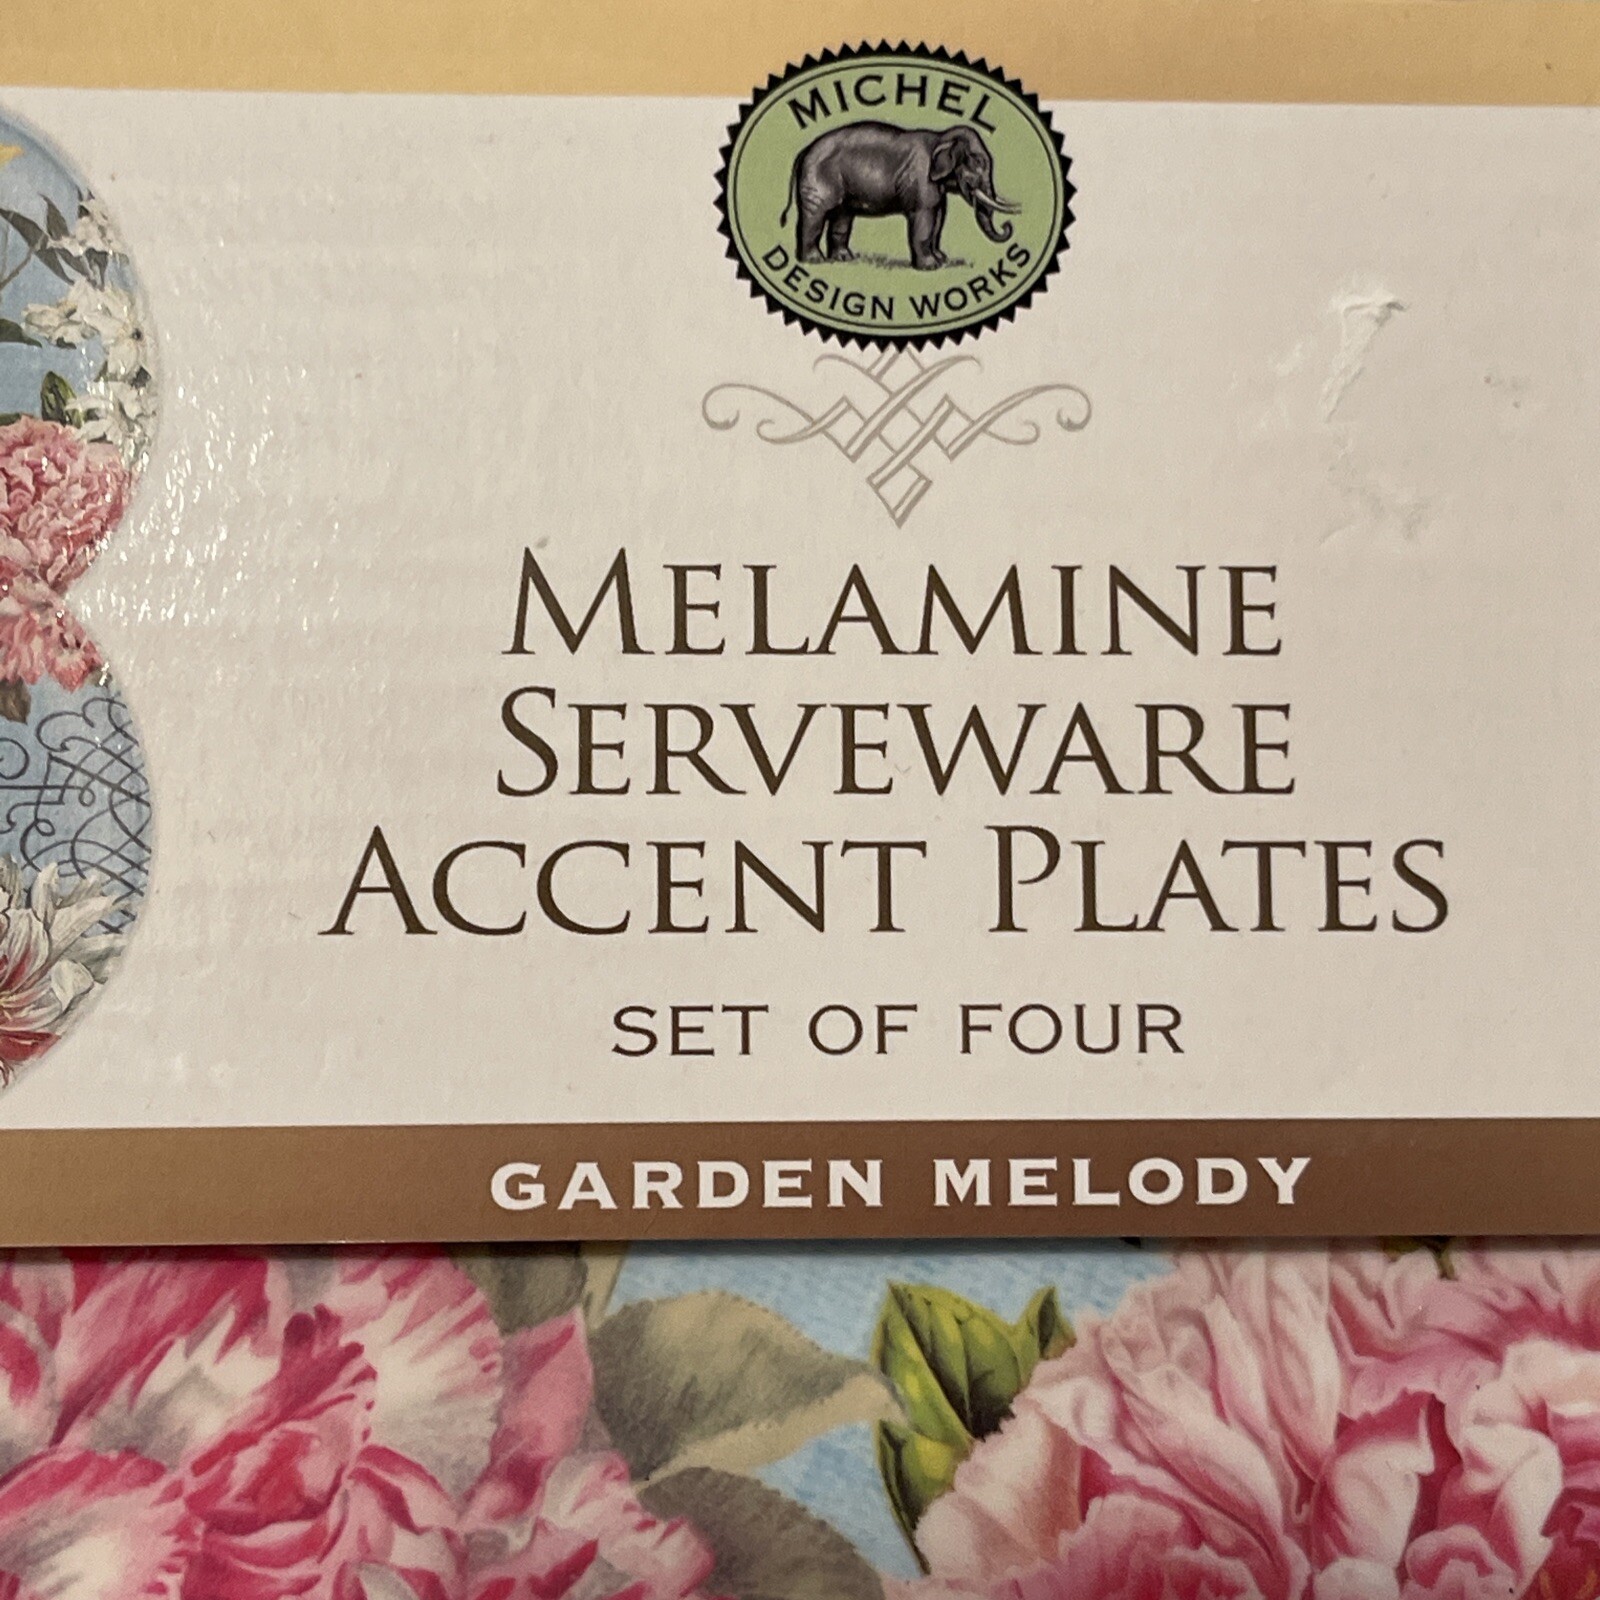 MICHEL
DESIGN WORKS
MELAMINE
SERVEWARE
ACCENT PLATES
SET OF FOUR
GARDEN MELODY